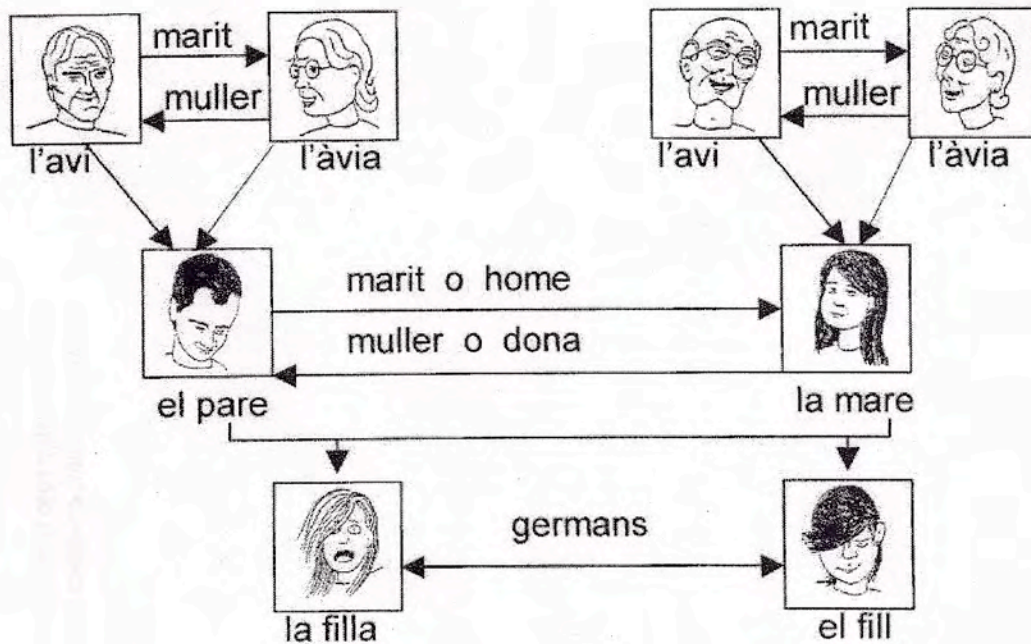 marit
marit
muller
muller
l'avi
l'àvia
l'avi
l'àvia
marit o home
muller o dona
el pare
la mare
germans
la filla
el fill